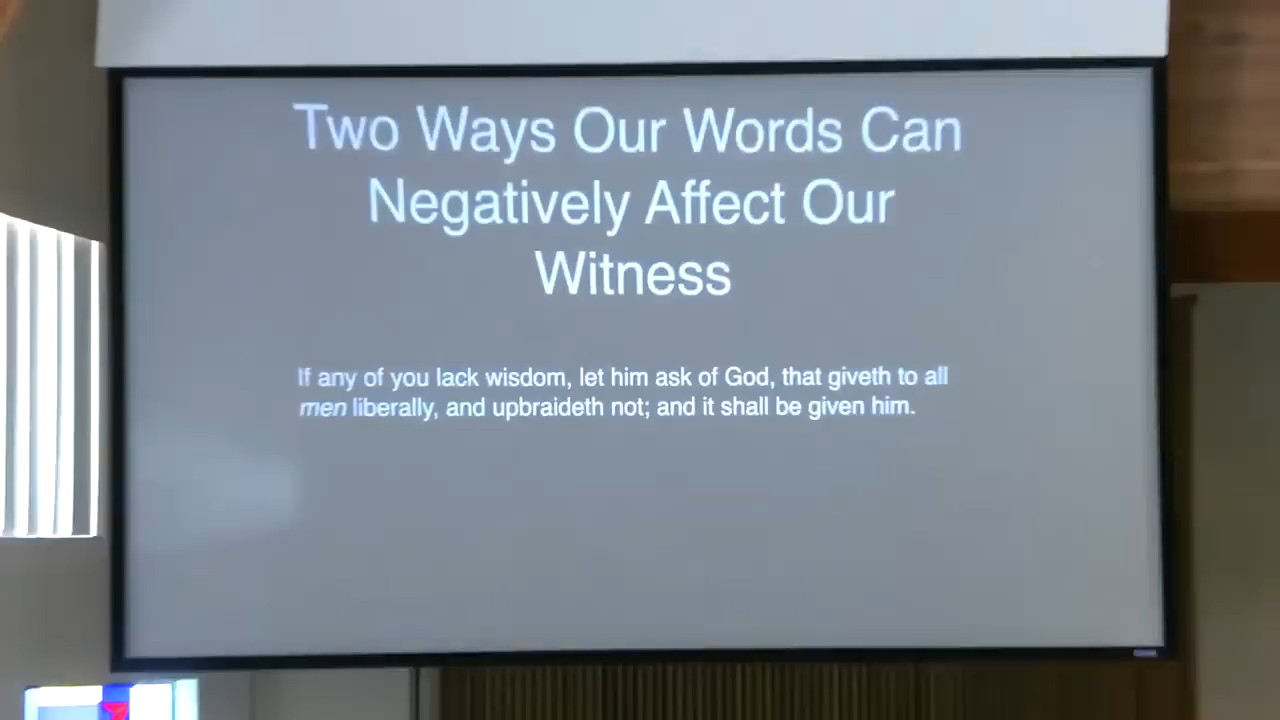 Two Ways Our Words Can
Negatively Affect Our
Witness
If any of you lack wisdom, let him ask of God, that giveth to all
men liberally, and upbraideth not; and it shall be given him.